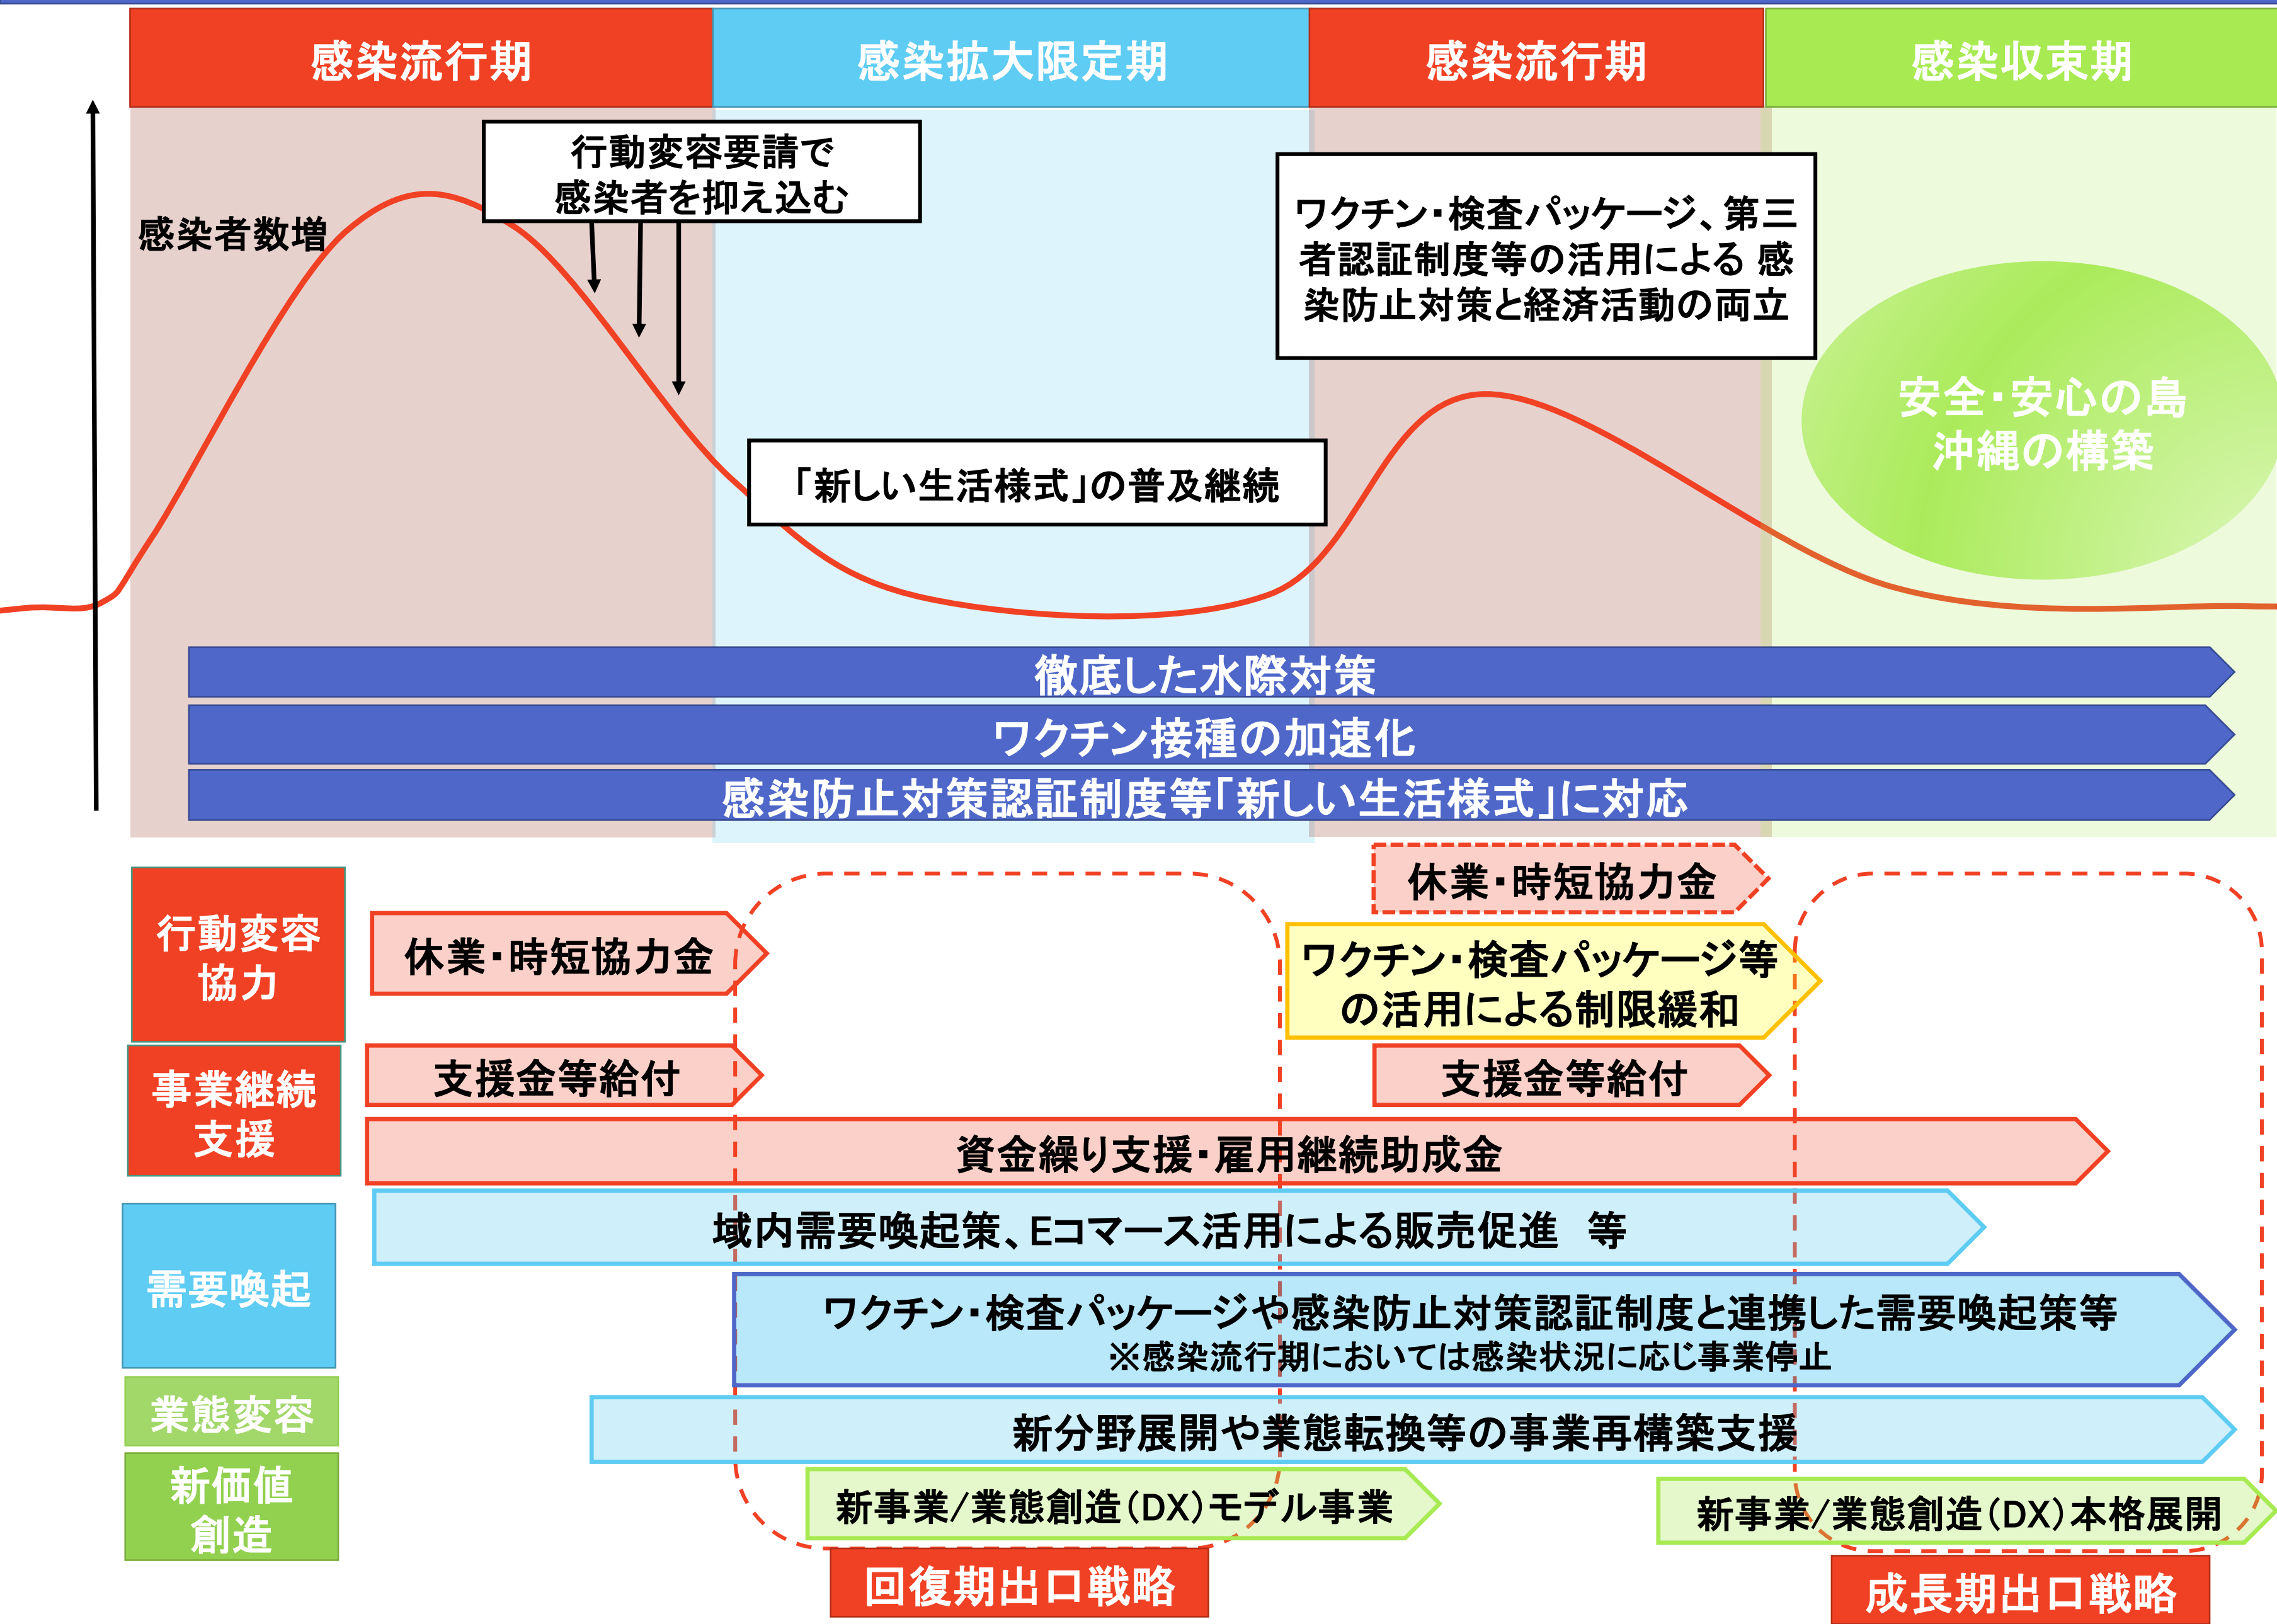 感染流行期
感染拡大限定期
感染流行期
感染収束期
行動変容要請で
感染者を抑え込む
感染者数増
ワクチン・検査パッケージ、第三
者認証制度等の活用による 感
染防止対策と経済活動の両立
安全・安心の島
沖縄の構築
「新しい生活様式」の普及継続
徹底した水際対策
ワクチン接種の加速化
感染防止対策認証制度等「新しい生活様式」に対応
行動変容
協力
休業・時短協力金
休業・時短協力金
ワクチン・検査パッケージ等
の活用による制限緩和
事業継続
支援
支援金等給付
支援金等給付
資金繰り支援・雇用継続助成金
需要喚起
域内需要喚起策、Eコマース活用による販売促進　等
ワクチン・検査パッケージや感染防止対策認証制度と連携した需要喚起策等
※感染流行期においては感染状況に応じ事業停止
業態変容
新分野展開や業態転換等の事業再構築支援
新価値
創造
新事業/業態創造（DX）モデル事業
新事業/業態創造（DX）本格展開
回復期出口戦略
成長期出口戦略